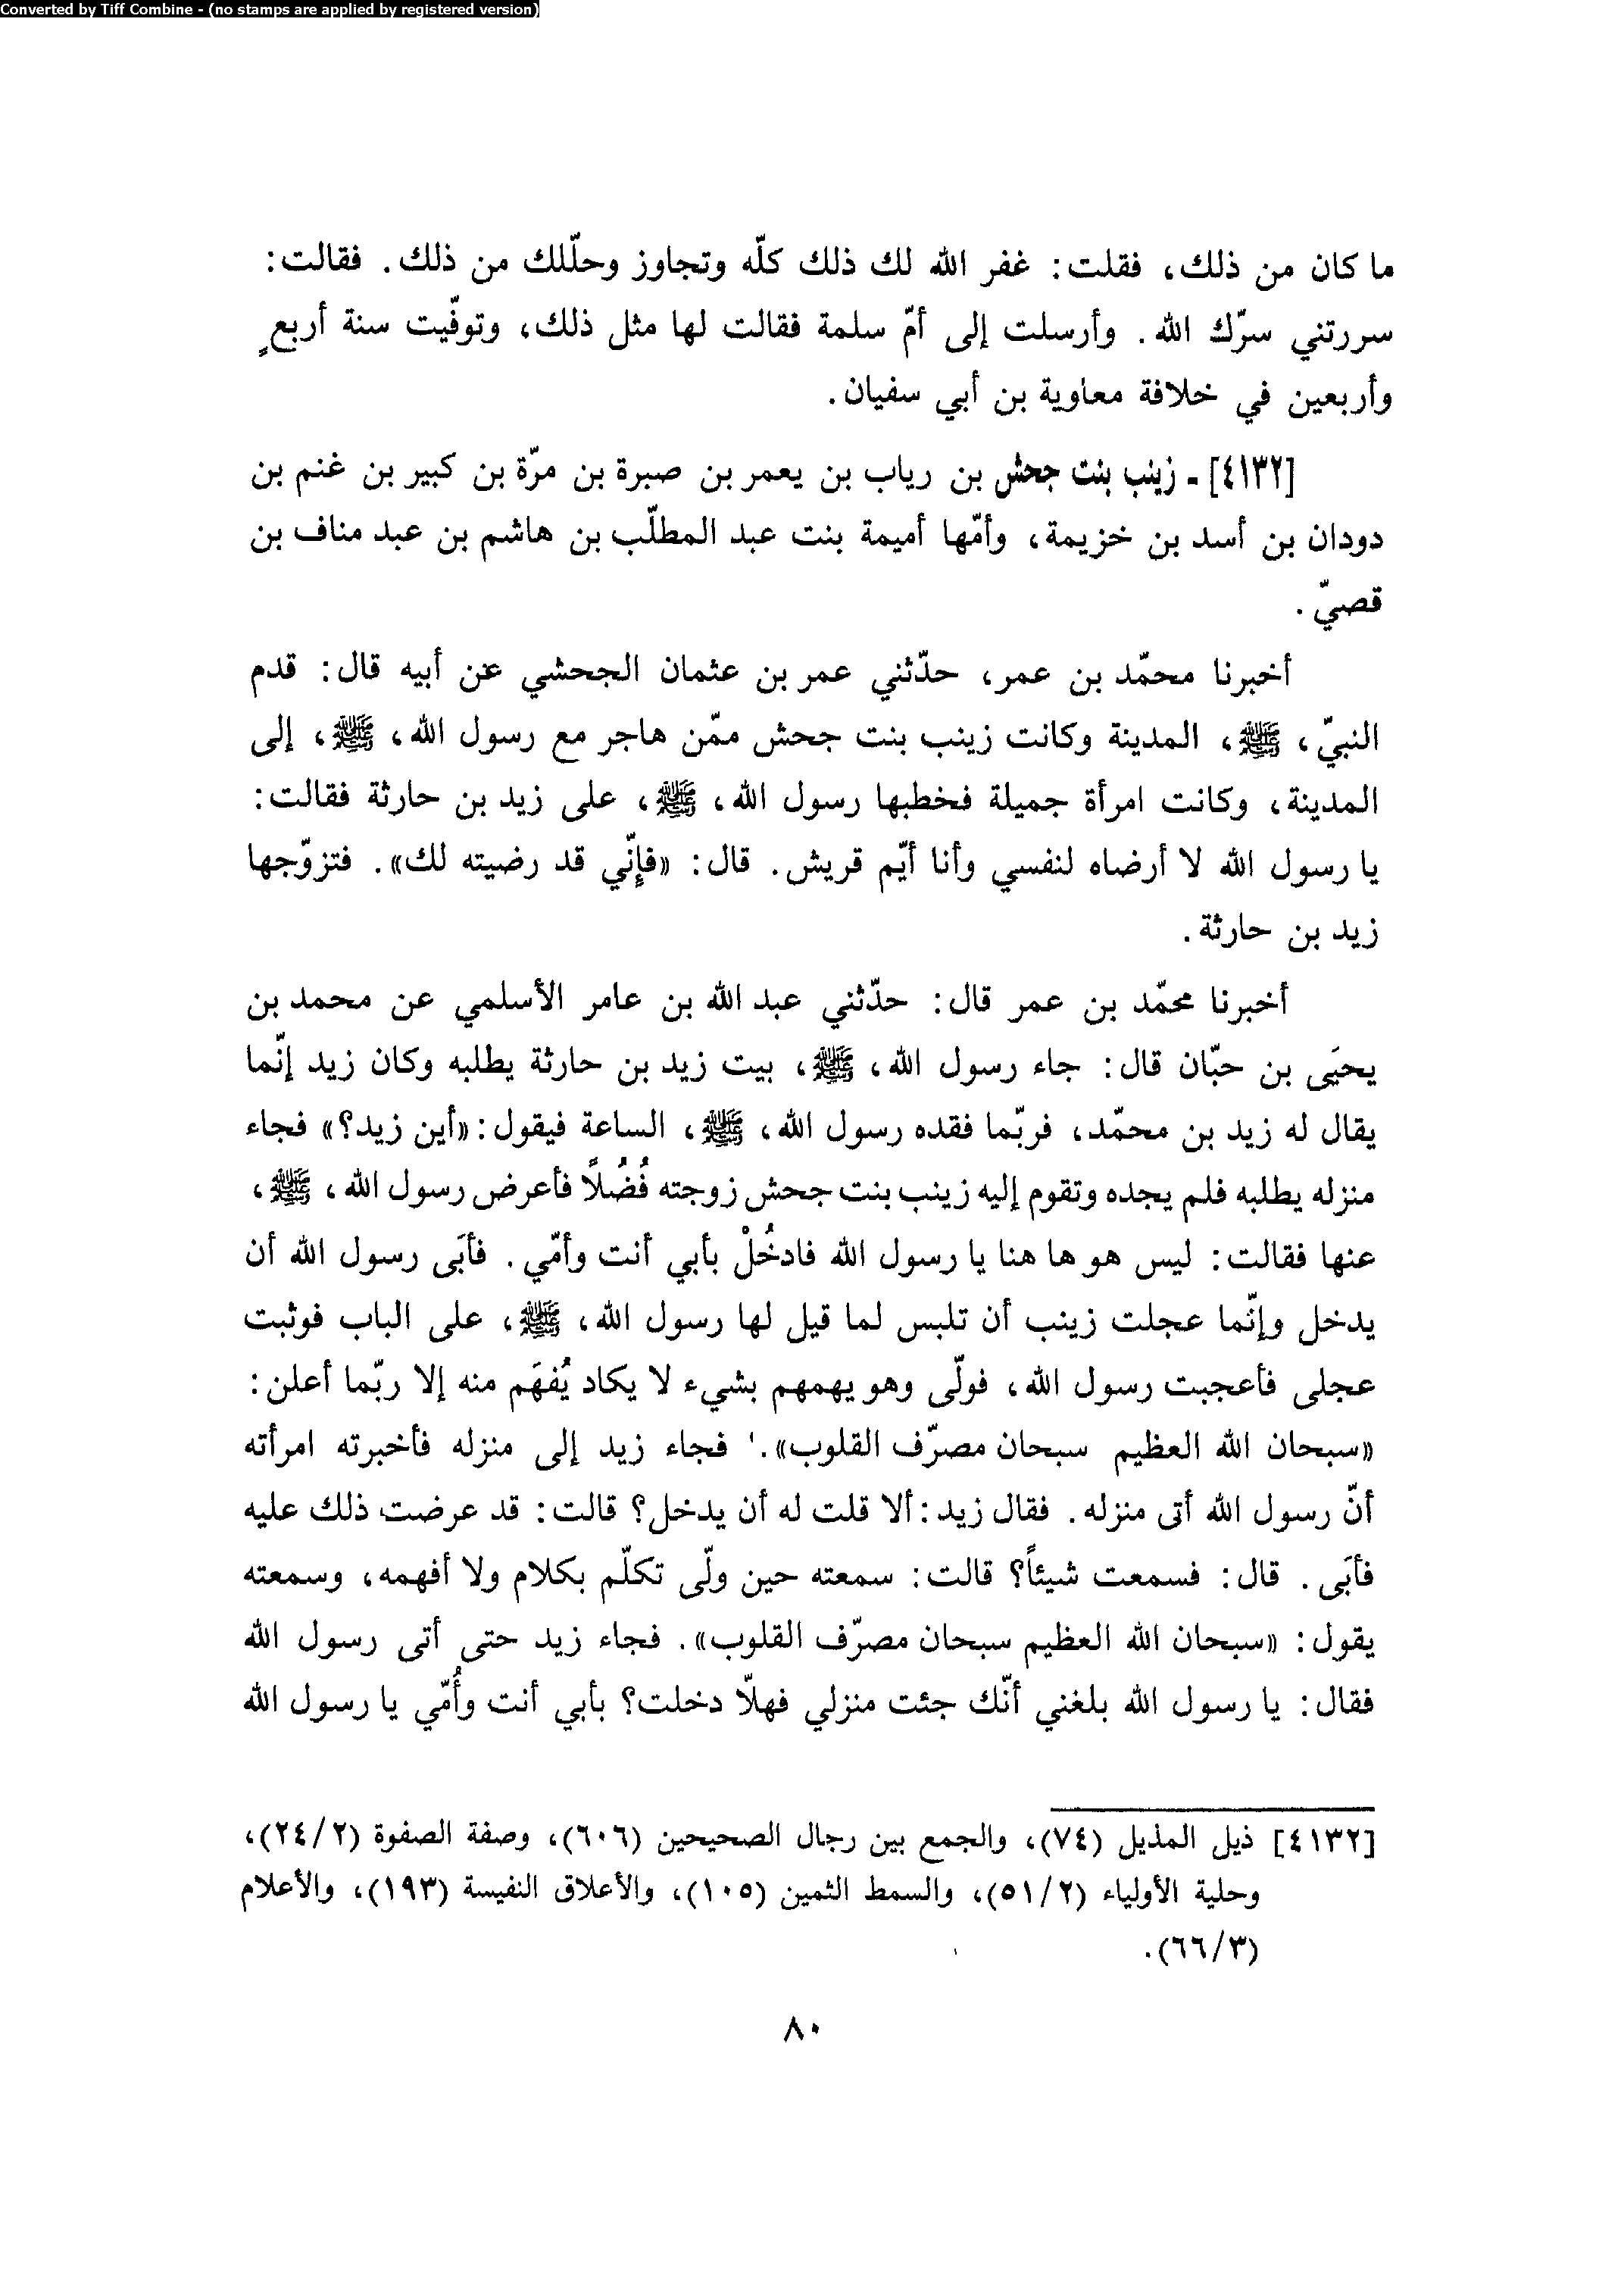 Converted by Tiff Combine - (no stamps are applied by registered version)
ما كان من ذلك، فقلت: غفر الله لك ذلك كلّه وتجاوز وحلّلك من ذلك. فقالت:
سررتني سرّك الله. وأرسلت إلى أمّ سلمة فقالت لها مثل ذلك، وتوفّيت سنة أربعٍ
وأربعين في خلافة معاوية بن أبي سفيان.
[٤١٣٢] ـ زينب بنت جحش بن رياب بن يعمر بن صبرة بن مرّة بن كبير بن غنم بن
دودان بن أسد بن خزيمة، وأمّها أميمة بنت عبد المطلّب بن هاشم بن عبد مناف بن
قصيّ.
أخبرنا محمّد بن عمر، حدّثني عمر بن عثمان الجحشي عن أبيه قال: قدم
النبيّ، ﷺ، المدينة وكانت زينب بنت جحش ممّن هاجر مع رسول الله، ﷺ، إلى
المدينة، وكانت امرأة جميلة فخطبها رسول الله، ﷺ، على زيد بن حارثة فقالت:
يا رسول الله لا أرضاه لنفسي وأنا أيّم قريش. قال: «فإنّي قد رضيته لك». فتزوّجها
زيد بن حارثة.
أخبرنا محمّد بن عمر قال: حدّثني عبد الله بن عامر الأسلمي عن محمد بن
يحيَى بن حبّان قال: جاء رسول الله، ﷺ، بيت زيد بن حارثة يطلبه وكان زيد إنّما
يقال له زيد بن محمّد، فربّما فقده رسول الله، ﷺ، الساعة فيقول: «أين زيد؟» فجاء
منزله يطلبه فلم يجده وتقوم إليه زينب بنت جحش زوجته فُضُلاً فأعرض رسول الله، ﷺ،
عنها فقالت: ليس هو ها هنا يا رسول الله فادخُلْ بأبي أنت وأمّي. فأبَى رسول الله أن
يدخل وإنّما عجلت زينب أن تلبس لما قيل لها رسول الله، ﷺ، على الباب فوثبت
عجلى فأعجبت رسول الله، فولّى وهو يهمهم بشيء لا يكاد يُفهَم منه إلا ربّما أعلن:
«سبحان الله العظيم سبحان مصرّف القلوب». فجاء زيد إلى منزله فأخبرته امرأته
أنّ رسول الله أتى منزله. فقال زيد: ألا قلت له أن يدخل؟ قالت: قد عرضت ذلك عليه
فأبَى. قال: فسمعت شيئاً؟ قالت: سمعته حين ولّى تكلّم بكلام ولا أفهمه، وسمعته
يقول: «سبحان الله العظيم سبحان مصرّف القلوب». فجاء زيد حتى أتى رسول الله
فقال: يا رسول الله بلغني أنّك جئت منزلي فهلّا دخلت؟ بأبي أنت وأُمّي يا رسول الله
[٤١٣٢] ذيل المذيل (٧٤)، والجمع بين رجال الصحيحين (٦٠٦)، وصفة الصفوة (٢/٢٤)،
وحلية الأولياء (٢/٥١)، والسمط الثمين (١٠٥)، والأعلاق النفيسة (١٩٣)، والأعلام
(٣/٦٦).
٨٠